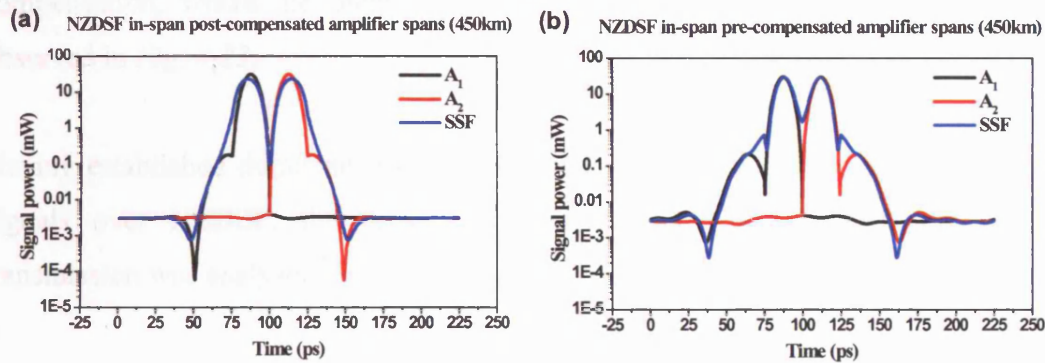 (a) NZDSF in-span post-compensated amplifier spans (450km)
100
10
1
0.1
0.01
1E-3
1E-4
1E-5
Signal power (mW)
A₁
A₂
SSF
-25 0 25 50 75 100 125 150 175 200 225 250
Time (ps)
(b) NZDSF in-span pre-compensated amplifier spans (450km)
100
10
1
0.1
0.01
1E-3
1E-4
1E-5
Signal power (mW)
A₁
A₂
SSF
-25 0 25 50 75 100 125 150 175 200 225 250
Time (ps)